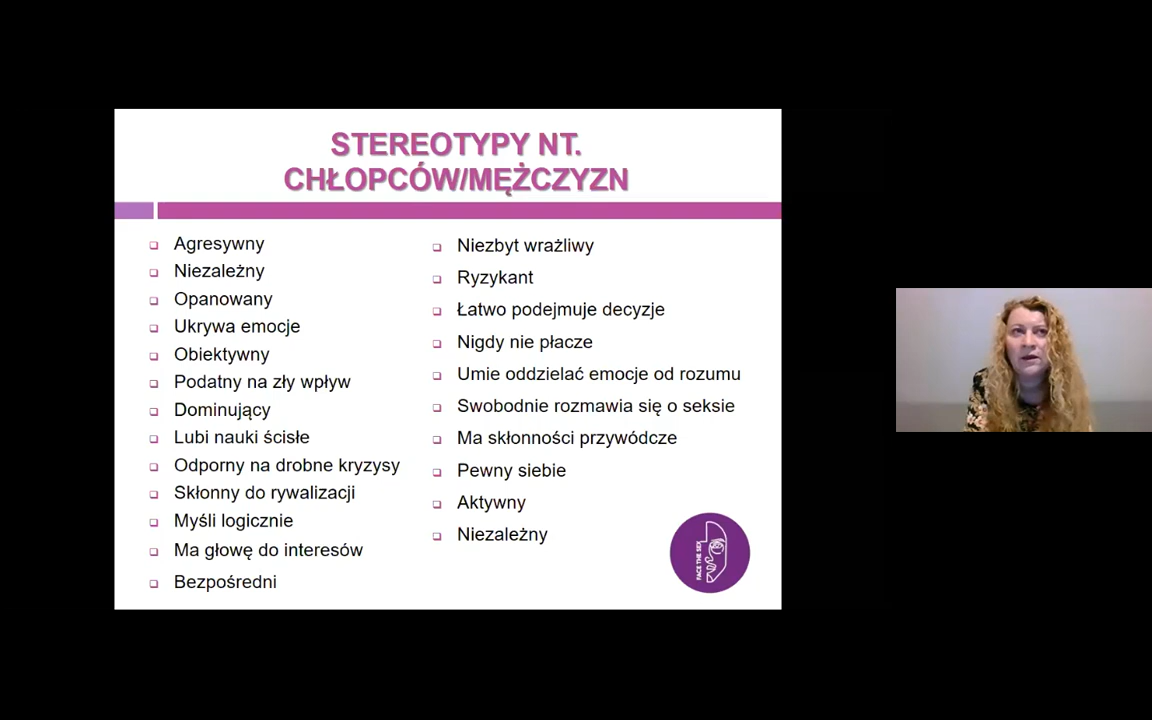 STEREOTYPY NT.
CHŁOPCÓW/MĘŻCZYZN
Agresywny
Niezależny
Opanowany
Ukrywa emocje
Obiektywny
Podatny na zły wpływ
Dominujący
Lubi nauki ścisłe
Odporny na drobne kryzysy
Skłonny do rywalizacji
Myśli logicznie
Ma głowę do interesów
Bezpośredni
Niezbyt wrażliwy
Ryzykant
Łatwo podejmuje decyzje
Nigdy nie płacze
Umie oddzielać emocje od rozumu
Swobodnie rozmawia się o seksie
Ma skłonności przywódcze
Pewny siebie
Aktywny
Niezależny
FACE THE SEX